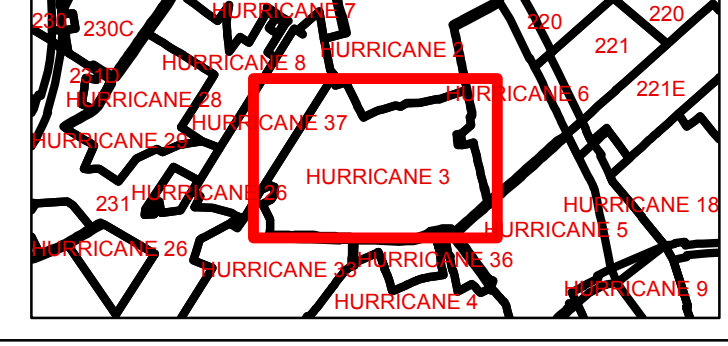 HURRICANE 7
230
220
220
230C
HURRICANE 2
221
HURRICANE 8
231D
221E
HURRICANE 28
HURRICANE 6
HURRICANE 37
HURRICANE 29
HURRICANE 3
HURRICANE 26
231
HURRICANE 18
HURRICANE 5
HURRICANE 26
HURRICANE 36
HURRICANE 33
HURRICANE 9
HURRICANE 4